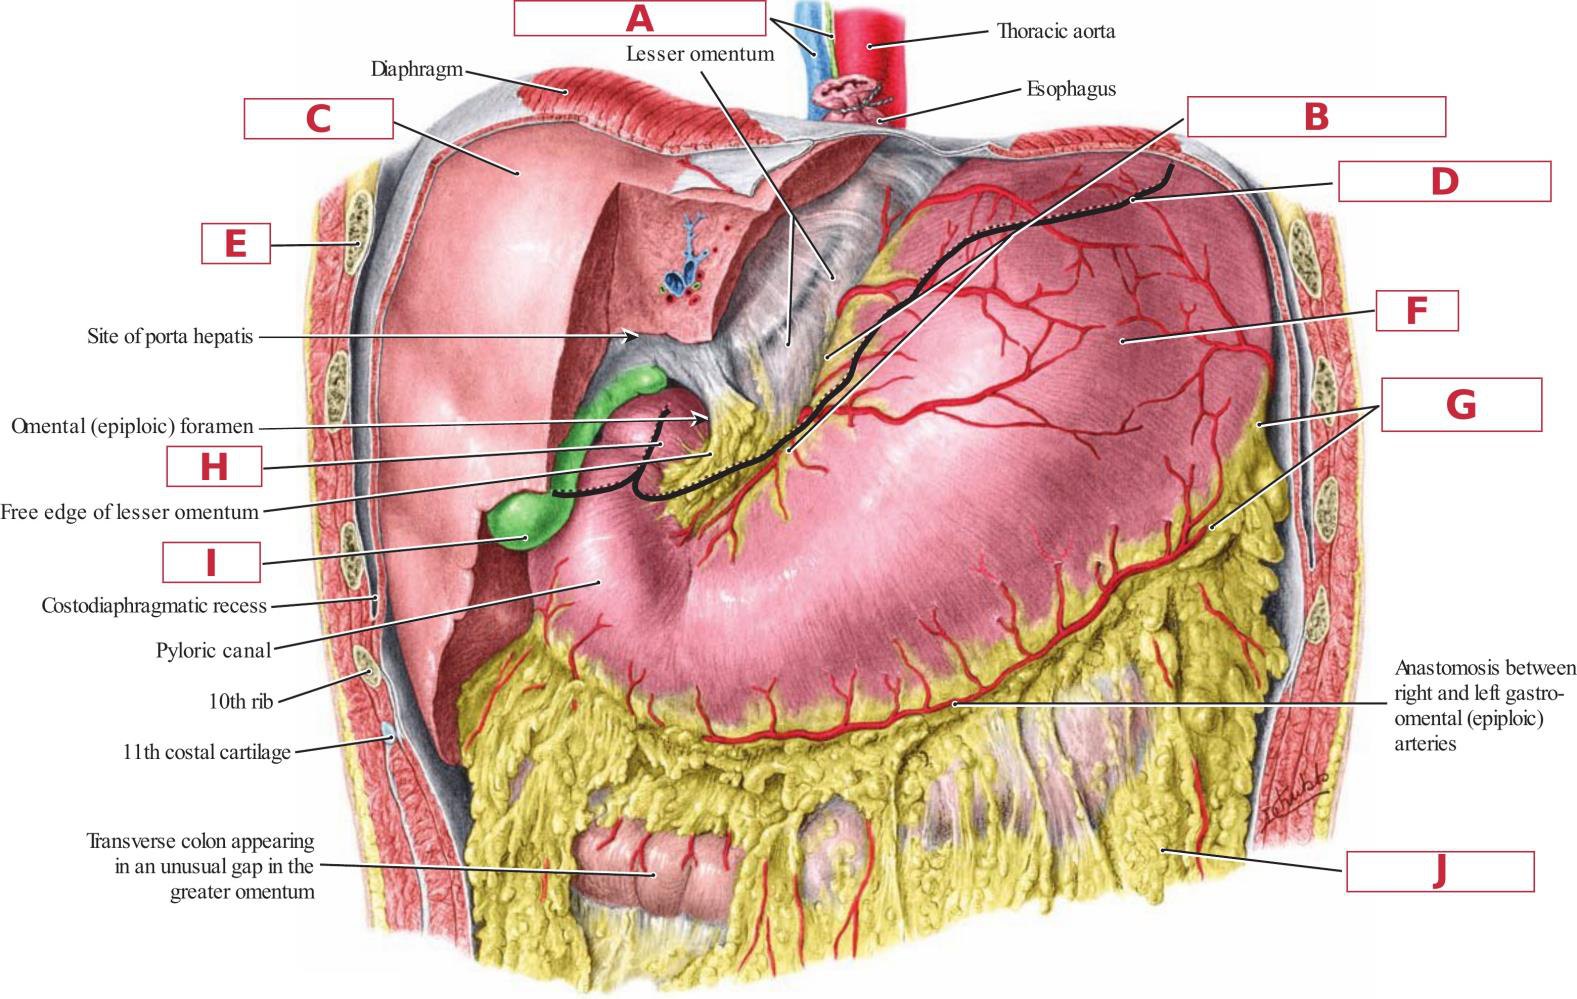 A
Thoracic aorta
Lesser omentum
Diaphragm
Esophagus
C
B
D
E
F
Site of porta hepatis
G
Omental (epiploic) foramen
H
Free edge of lesser omentum
I
Costodiaphragmatic recess
Pyloric canal
Anastomosis between
right and left gastro-
omental (epiploic)
arteries
10th rib
11th costal cartilage
Transverse colon appearing
in an unusual gap in the
greater omentum
J